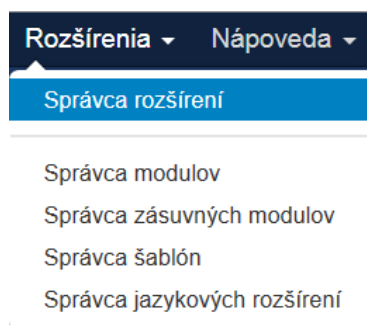 Rozšírenia Nápoveda
Správca rozšírení
Správca modulov
Správca zásuvných modulov
Správca šablón
Správca jazykových rozšírení